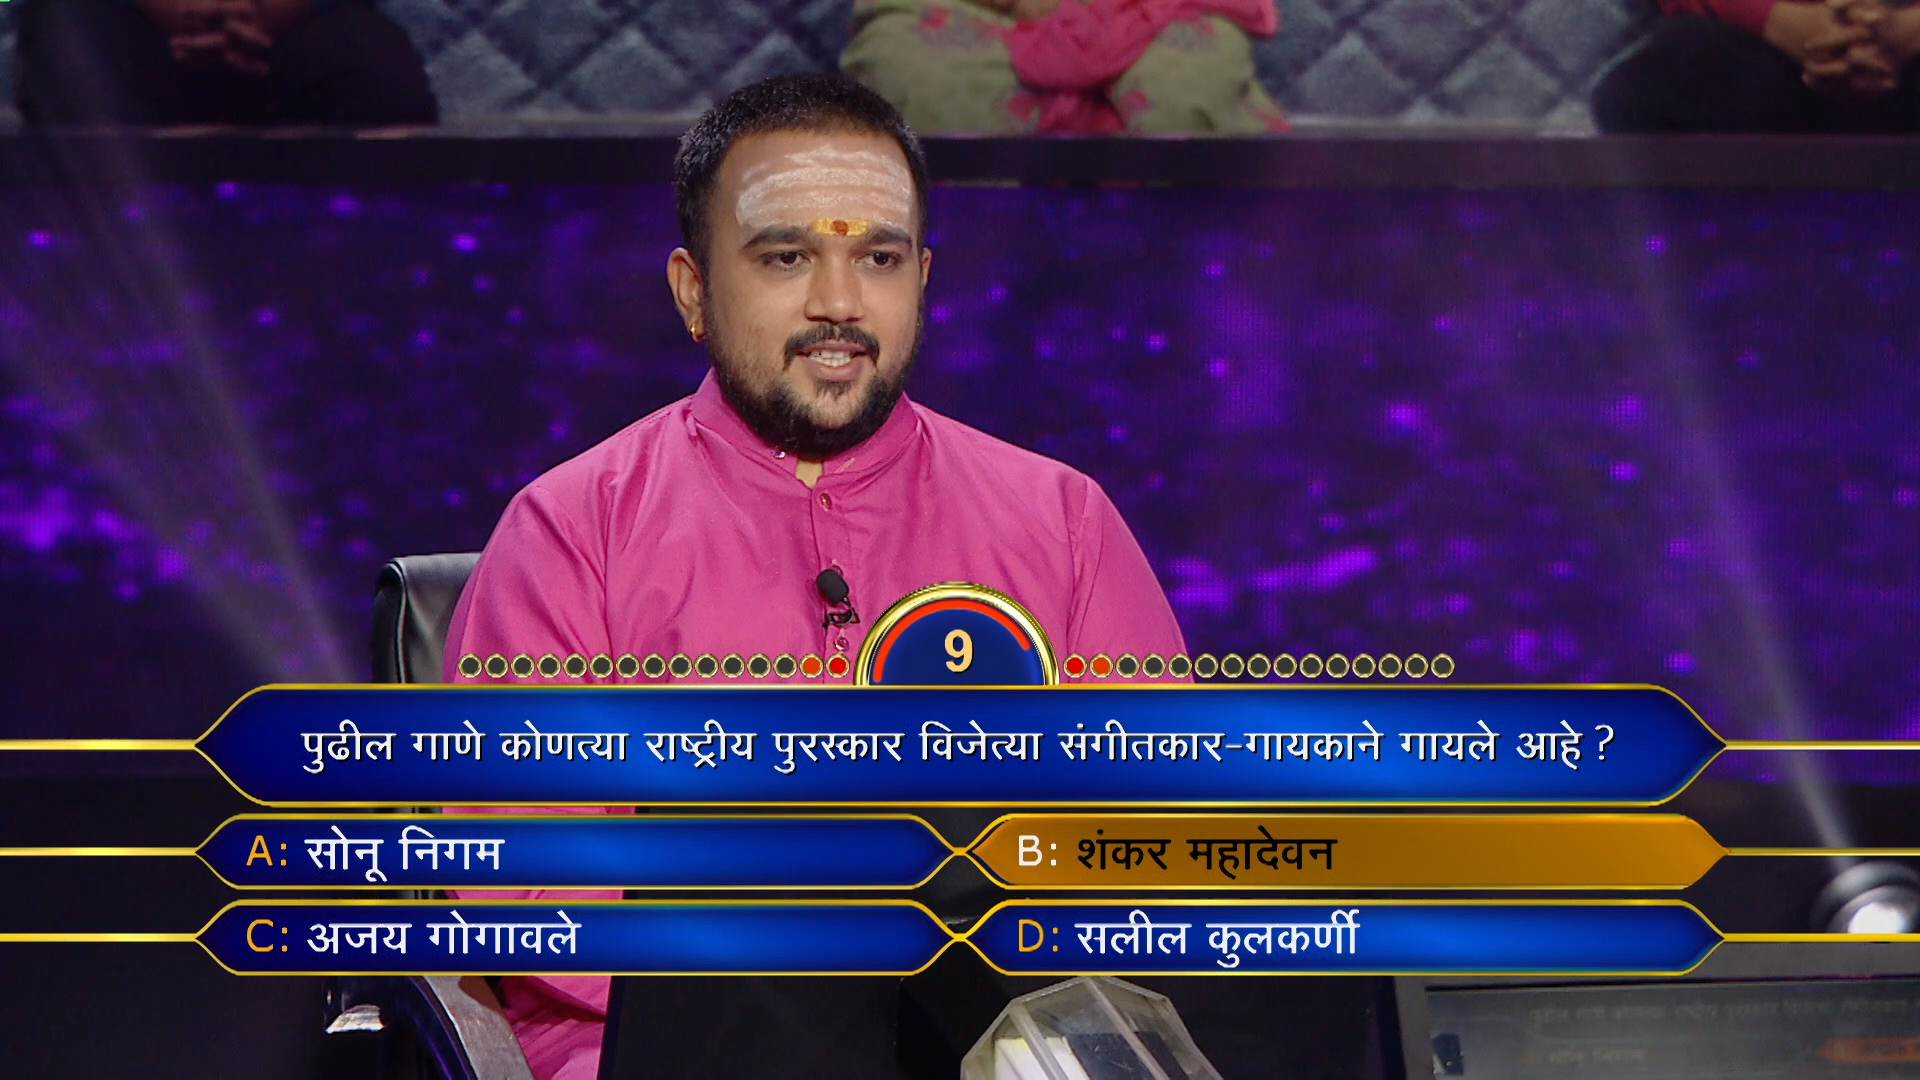 9
पुढील गाणे कोणत्या राष्ट्रीय पुरस्कार विजेत्या संगीतकार-गायकाने गायले आहे ?
A: सोनू निगम
B: शंकर महादेवन
C: अजय गोगावले
D: सलील कुलकर्णी